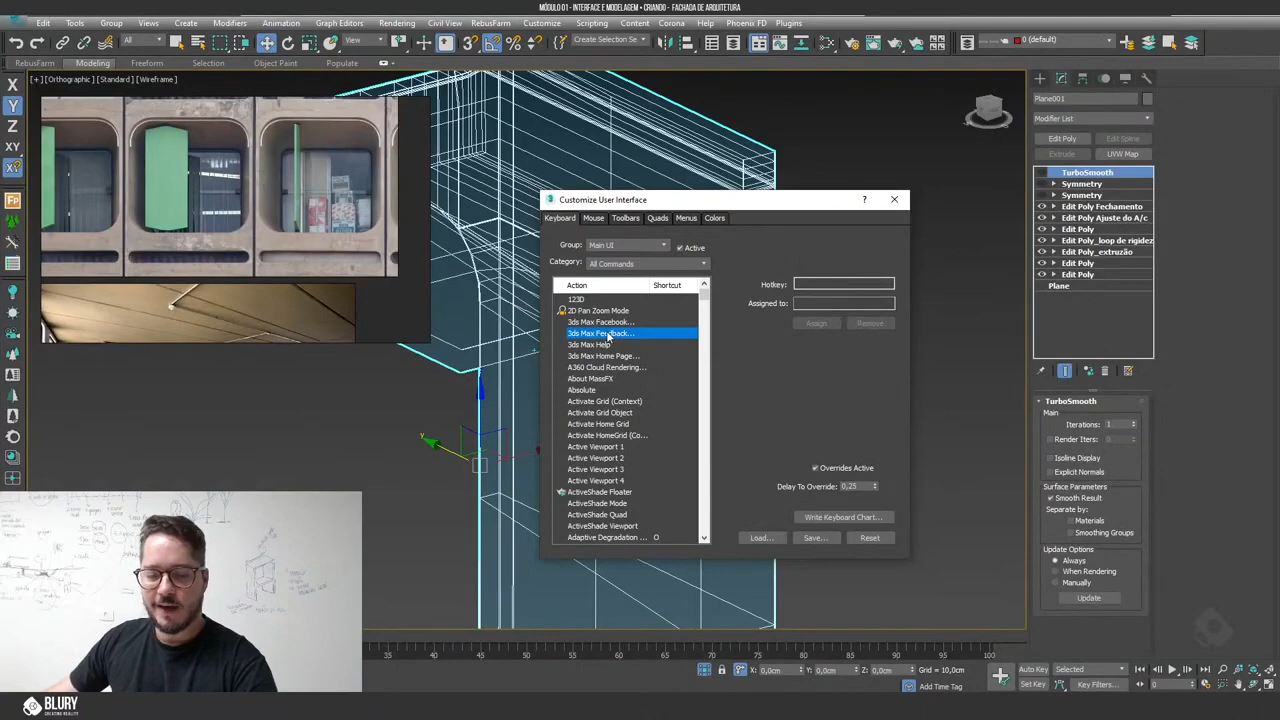 MÓDULO 01 - INTERFACE E MODELAGEM • CRIANDO - FACHADA DE ARQUITETURA
Edit Tools Group Views Create Modifiers Animation Graph Editors Rendering Civil View RebusFarm Customize Scripting Content Corona Help Phoenix FD Plugins
All View Create Selection Se 0 (default)
RebusFarm Modeling Freeform Selection Object Paint Populate
[+] [Orthographic] [Standard] [Wireframe]
X
Y
Z
XY
Plane001
Modifier List
Edit Poly Edit Spline
Extrude UVW Map
TurboSmooth
Symmetry
Symmetry
Edit Poly Fechamento
Edit Poly Ajuste do A/c
Edit Poly
Edit Poly_loop de rigidez
Edit Poly_extruzão
Edit Poly
Edit Poly
Plane
Customize User Interface ?
Keyboard Mouse Toolbars Quads Menus Colors
Group: Main UI Active
Category: All Commands
Action Shortcut
123D
2D Pan Zoom Mode
3ds Max Facebook...
3ds Max Feedback...
3ds Max Help
3ds Max Home Page...
A360 Cloud Rendering...
About MassFX
Absolute
Activate Grid (Context)
Activate Grid Object
Activate Home Grid
Activate HomeGrid (Co...
Active Viewport 1
Active Viewport 2
Active Viewport 3
Active Viewport 4
ActiveShade Floater
ActiveShade Mode
ActiveShade Quad
ActiveShade Viewport
Adaptive Degradation ... O
Hotkey:
Assigned to:
Assign Remove
Overrides Active
Delay To Override: 0,25
Write Keyboard Chart...
Load... Save... Reset
TurboSmooth
Main
Iterations: 1
Render Iters: 0
Isoline Display
Explicit Normals
Surface Parameters
Smooth Result
Separate by:
Materials
Smoothing Groups
Update Options
Always
When Rendering
Manually
Update
y
35 40 45 50 55 60 65 70 75 80 85 90 95 100
X: 0,0cm Y: 0,0cm Z: 0,0cm Grid = 10,0cm
Add Time Tag
Auto Key Selected
Set Key Key Filters... 0
BLURY
CREATING REALITY